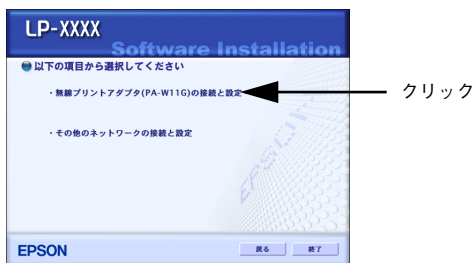 LP-XXXX
Software Installation
以下の項目から選択してください
・無線プリントアダプタ(PA-W11G)の接続と設定
クリック
・その他のネットワークの接続と設定
EPSON
EPSON
戻る
終了